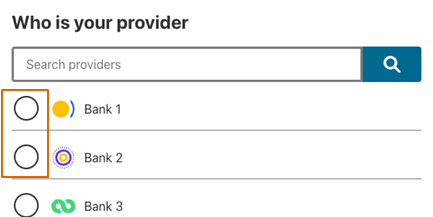 Who is your provider
Search providers
Bank 1
Bank 2
Bank 3